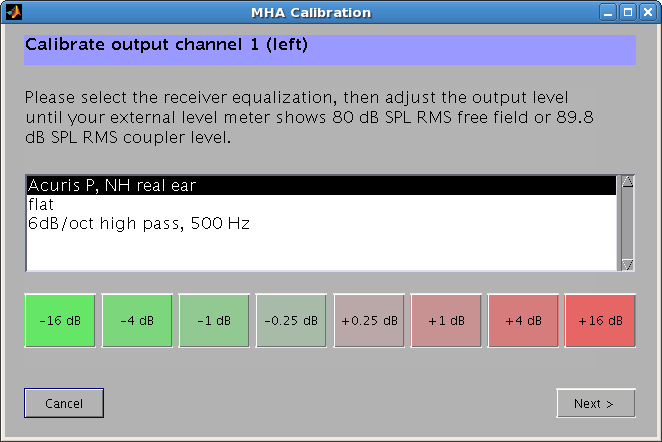 MHA Calibration
Calibrate output channel 1 (left)
Please select the receiver equalization, then adjust the output level
until your external level meter shows 80 dB SPL RMS free field or 89.8
dB SPL RMS coupler level.
Acuris P, NH real ear
flat
6dB/oct high pass, 500 Hz
-16 dB -4 dB -1 dB -0.25 dB +0.25 dB +1 dB +4 dB +16 dB
Cancel Next >